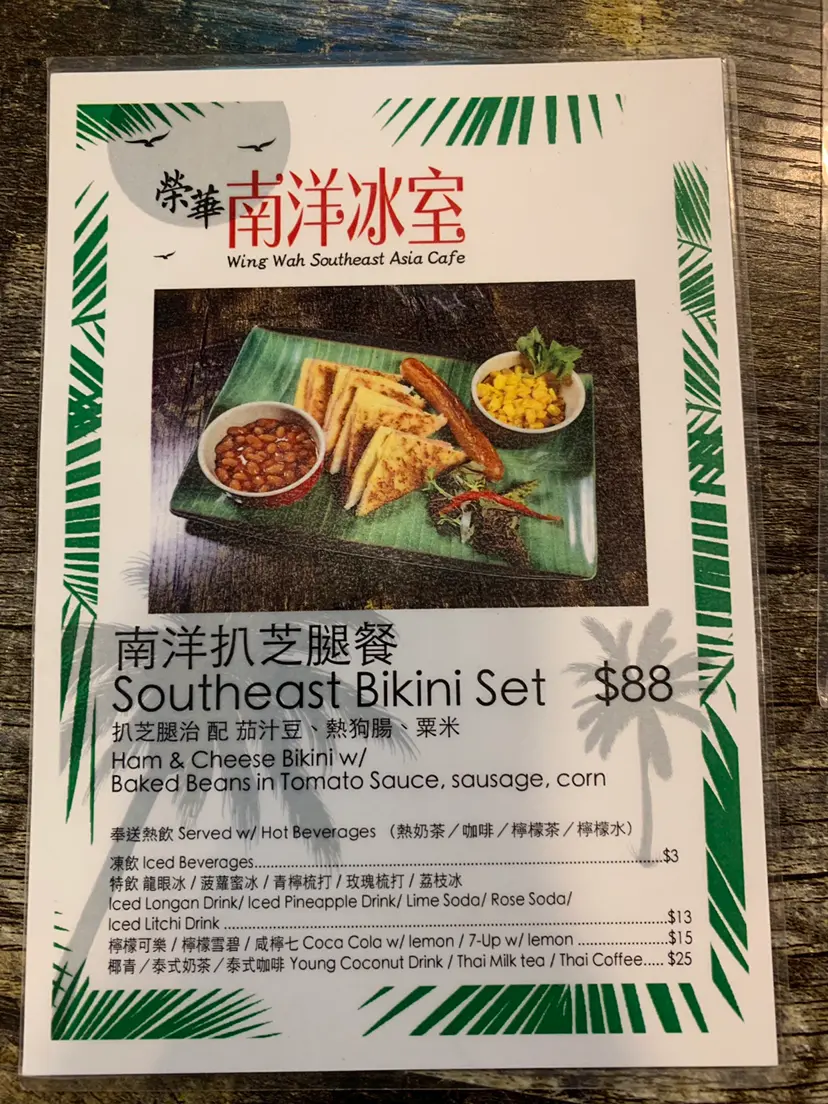 榮華 南洋冰室
Wing Wah Southeast Asia Cafe
南洋扒芝腿餐
Southeast Bikini Set $88
扒芝腿治 配 茄汁豆、熱狗腸、粟米
Ham & Cheese Bikini w/
Baked Beans in Tomato Sauce, sausage, corn
奉送熱飲 Served w/ Hot Beverages （熱奶茶／咖啡／檸檬茶／檸檬水）
凍飲 Iced Beverages.......................................................................................$3
特飲 龍眼冰 / 菠蘿蜜冰 / 青檸梳打 / 玫瑰梳打 / 荔枝冰
Iced Longan Drink/ Iced Pineapple Drink/ Lime Soda/ Rose Soda/
Iced Litchi Drink ...............................................................................................$13
檸檬可樂 / 檸檬雪碧 / 咸檸七 Coca Cola w/ lemon / 7-Up w/ lemon ...................$15
椰青／泰式奶茶／泰式咖啡 Young Coconut Drink / Thai Milk tea / Thai Coffee..... $25